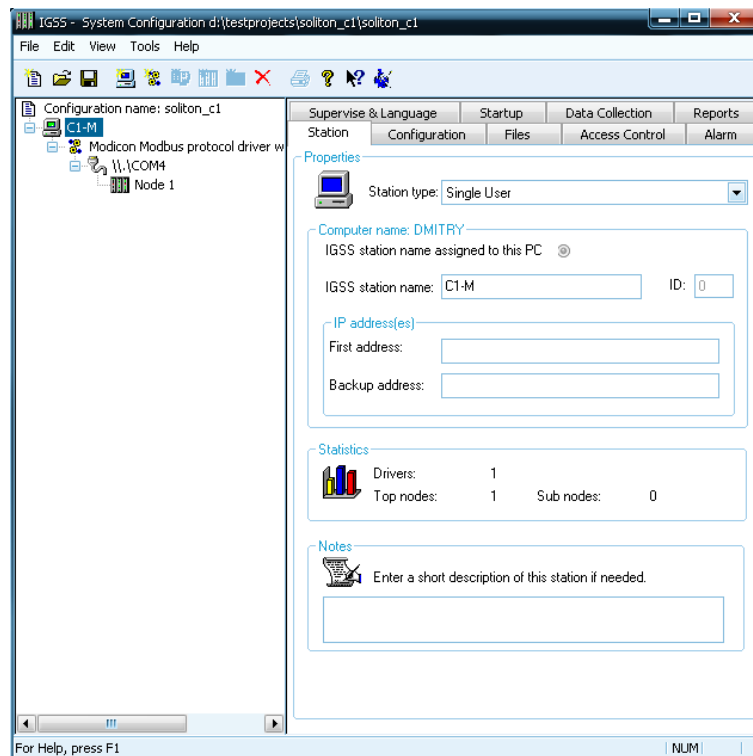 IGSS - System Configuration d:\testprojects\soliton_c1\soliton_c1
File Edit View Tools Help
Configuration name: soliton_c1
C1-M
Modicon Modbus protocol driver w
\\.\COM4
Node 1
Supervise & Language Startup Data Collection Reports
Station Configuration Files Access Control Alarm
Properties
Station type: Single User
Computer name: DMITRY
IGSS station name assigned to this PC
IGSS station name: C1-M ID: 0
IP address(es)
First address:
Backup address:
Statistics
Drivers: 1
Top nodes: 1 Sub nodes: 0
Notes
Enter a short description of this station if needed.
For Help, press F1 NUM